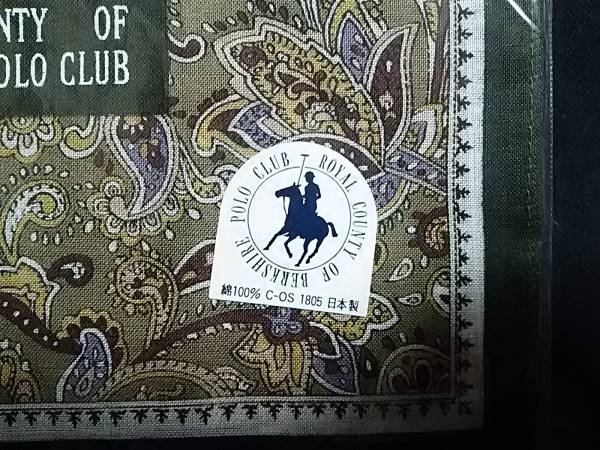 NTY OF
OLO CLUB
ROYAL COUNTY OF BERKSHIRE POLO CLUB
綿100% C-OS 1805 日本製